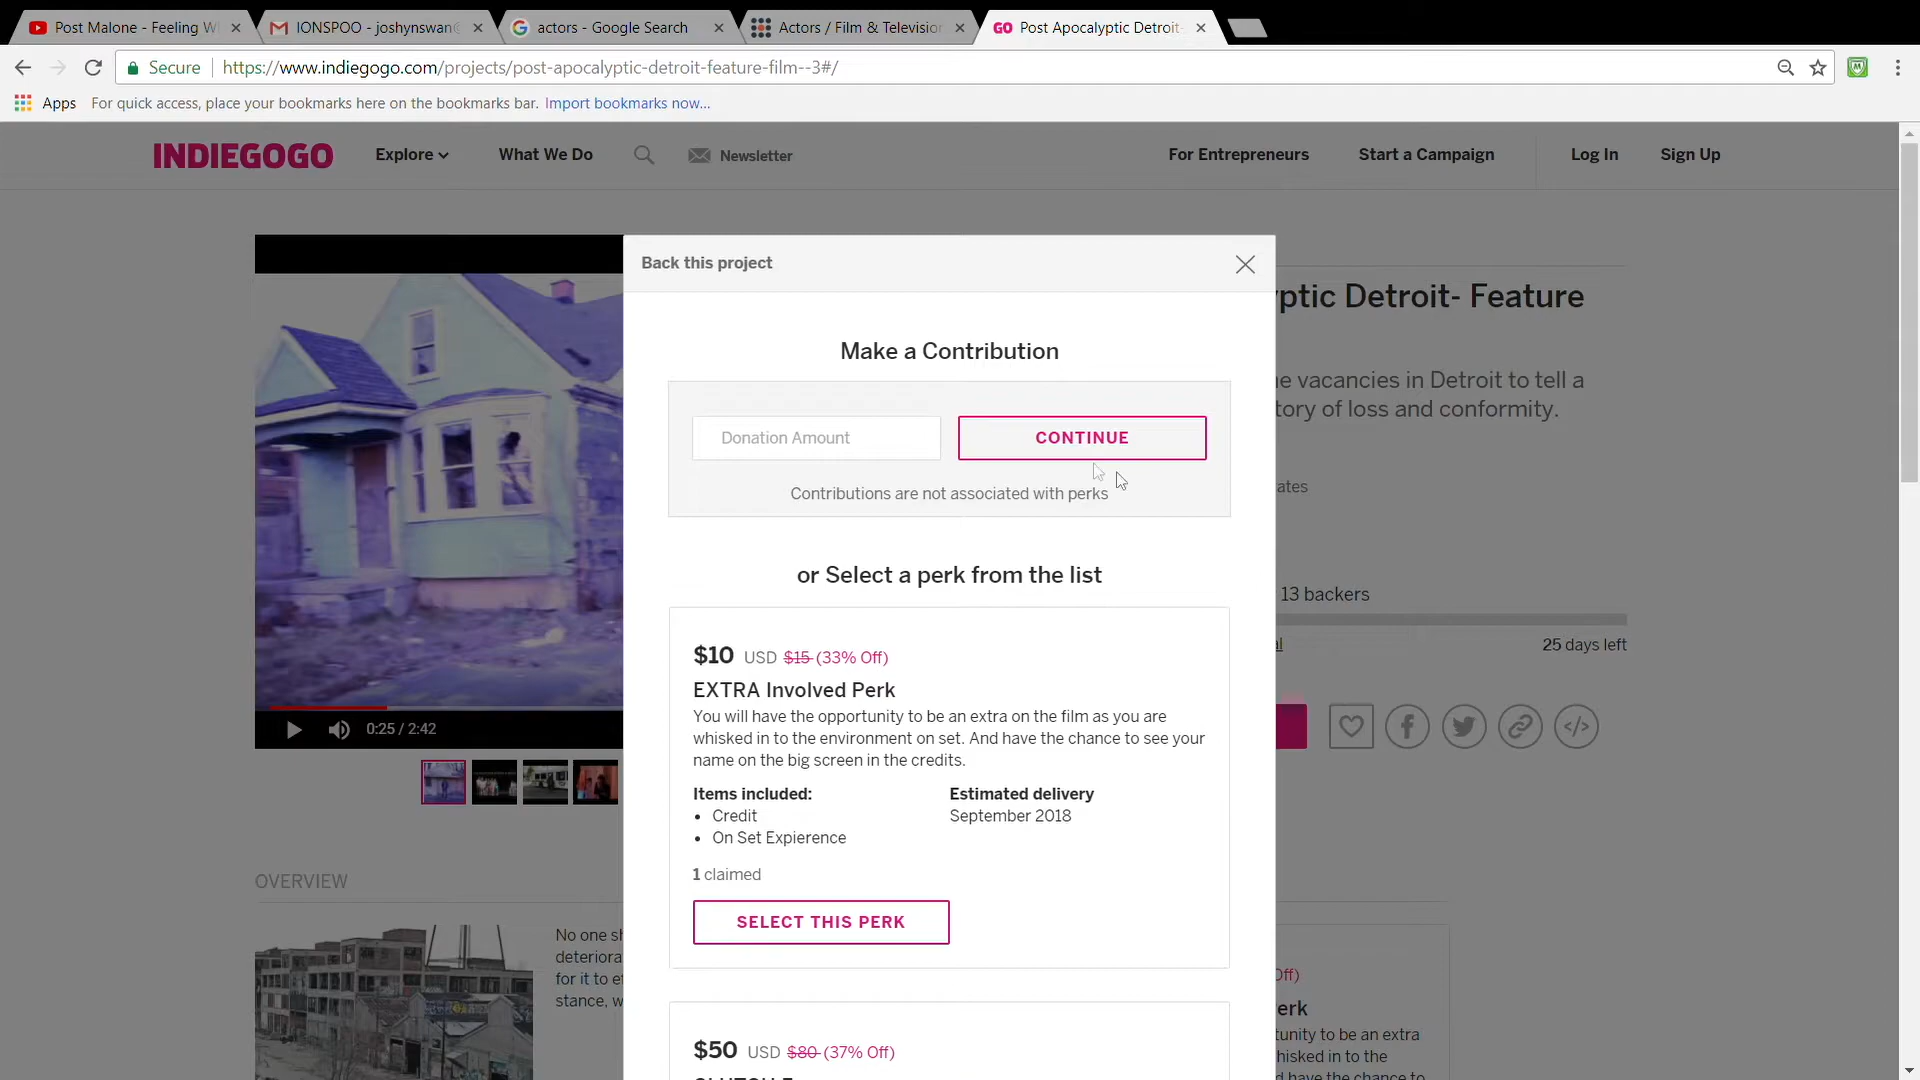 Post Malone - Feeling W
IONSPOO - joshynswan@
actors - Google Search
Actors / Film & Televisio
GO Post Apocalyptic Detroit-
Secure https://www.indiegogo.com/projects/post-apocalyptic-detroit-feature-film--3#/
Apps For quick access, place your bookmarks here on the bookmarks bar. Import bookmarks now...
INDIEGOGO Explore What We Do Newsletter For Entrepreneurs Start a Campaign Log In Sign Up
Back this project
yptic Detroit- Feature
Make a Contribution
e vacancies in Detroit to tell a
tory of loss and conformity.
Donation Amount CONTINUE
Contributions are not associated with perks
ates
or Select a perk from the list
13 backers
25 days left
$10 USD $15 (33% Off)
EXTRA Involved Perk
You will have the opportunity to be an extra on the film as you are
whisked in to the environment on set. And have the chance to see your
name on the big screen in the credits.
0:25 / 2:42
Items included: Estimated delivery
• Credit September 2018
• On Set Expierence
1 claimed
SELECT THIS PERK
OVERVIEW
No one sh
deteriora
for it to ef
stance, w
$50 USD $80 (37% Off)
Off)
erk
tunity to be an extra
hisked in to the
d have the chance to